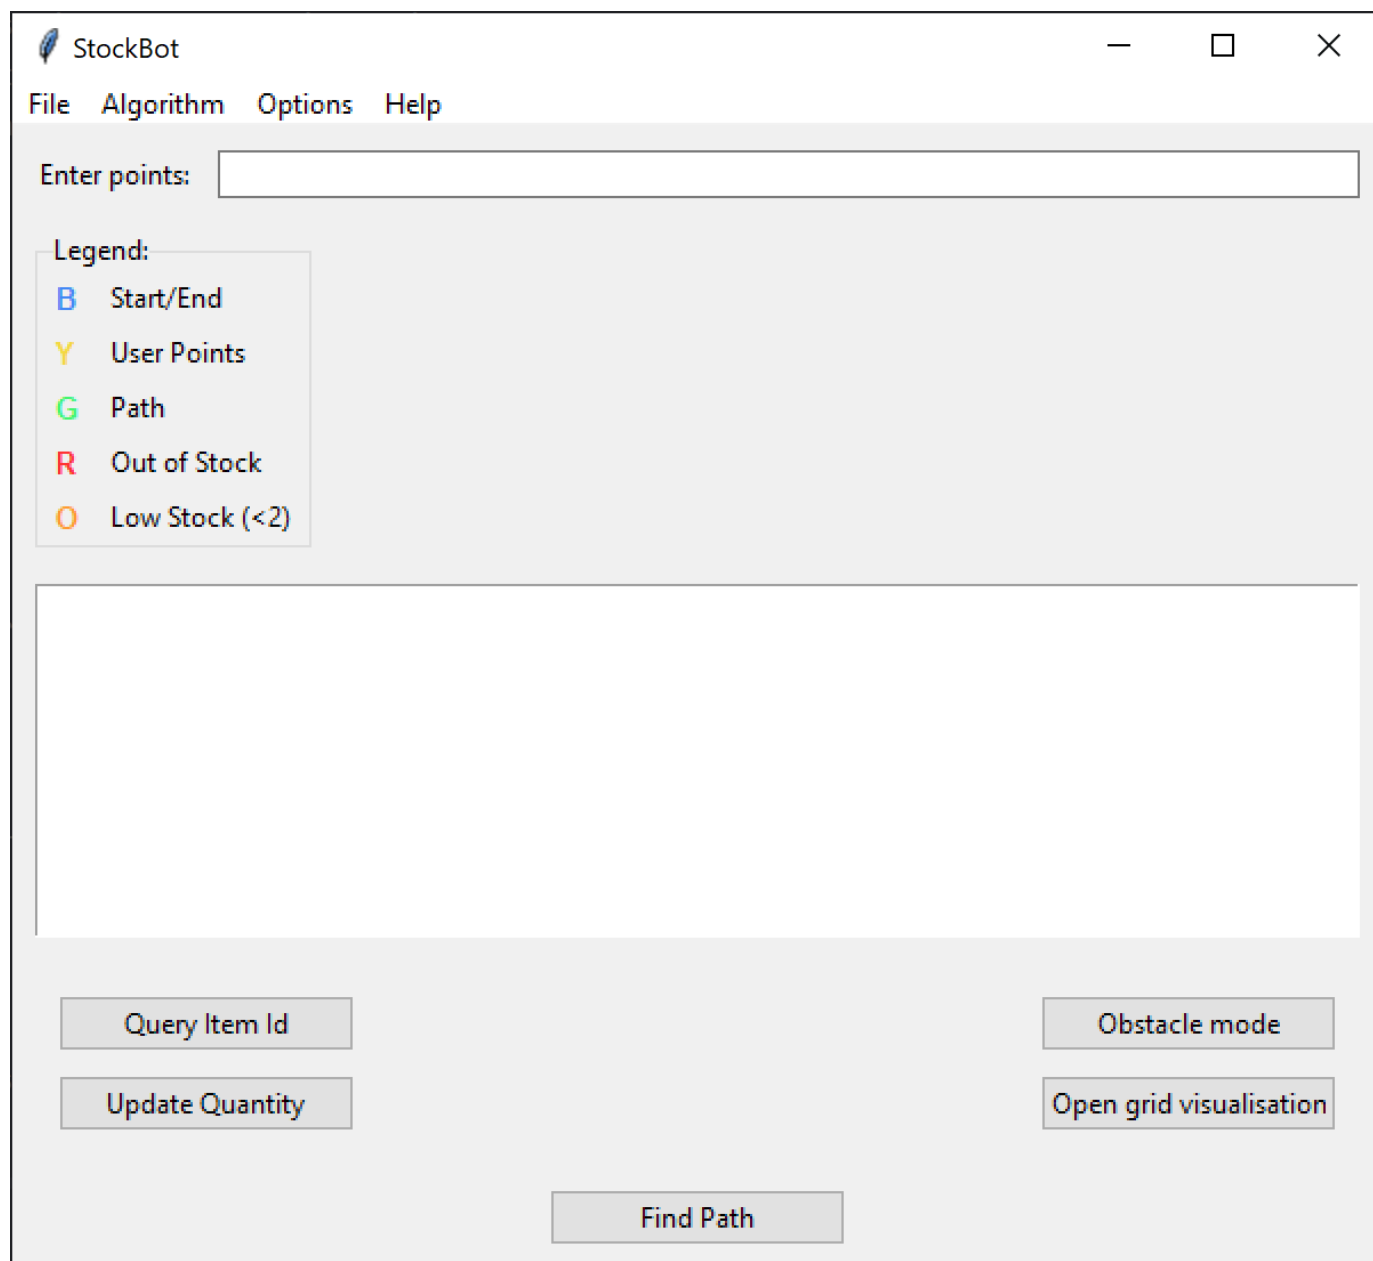 StockBot
File Algorithm Options Help
Enter points:
Legend:
B Start/End
Y User Points
G Path
R Out of Stock
O Low Stock (<2)
Query Item Id Obstacle mode
Update Quantity Open grid visualisation
Find Path